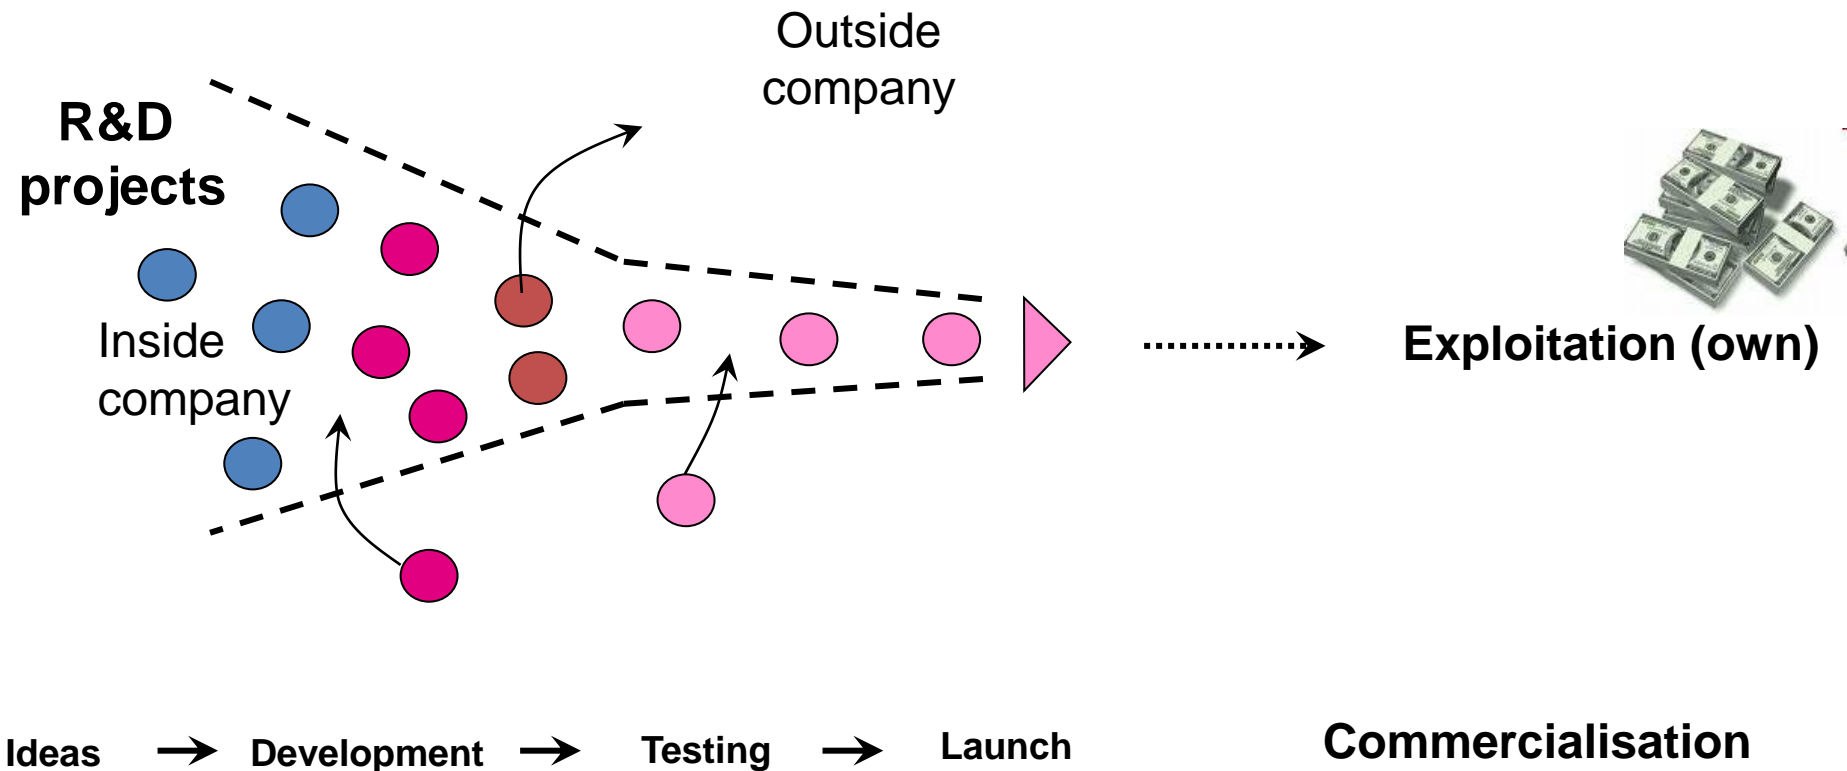 Outside
company
R&D
projects
Inside
company
Exploitation (own)
Ideas
Development
Testing
Launch
Commercialisation